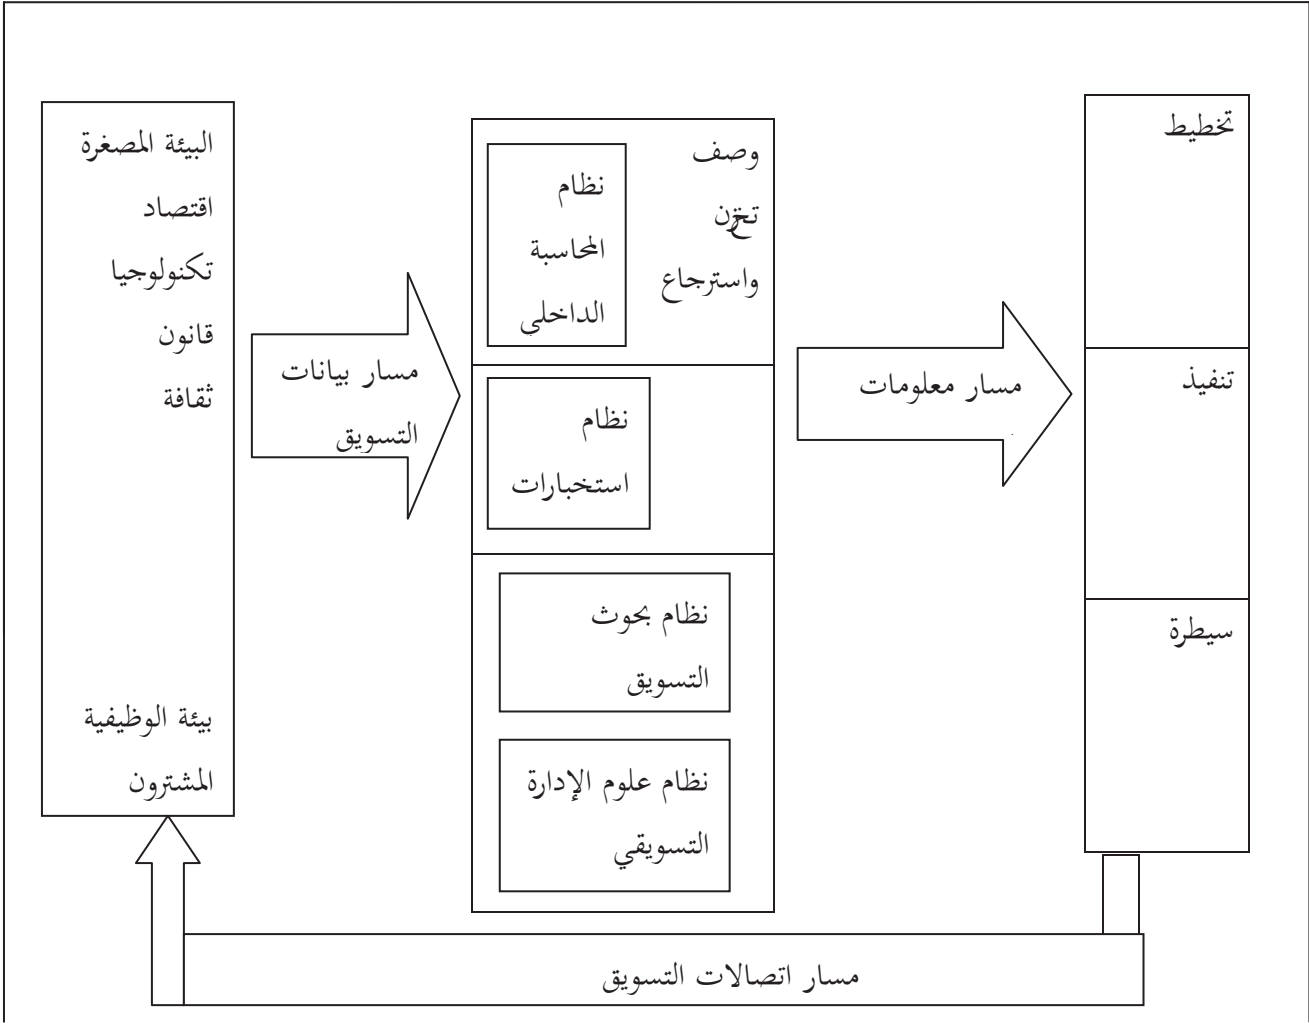 البيئة المصغرة
اقتصاد
تكنولوجيا
قانون
ثقافة
بيئة الوظيفية
المشترون
مسار بيانات
التسويق
وصف
تخزن
واسترجاع
نظام
المحاسبة
الداخلي
نظام
استخبارات
نظام بحوث
التسويق
نظام علوم الإدارة
التسويقي
مسار معلومات
تخطيط
تنفيذ
سيطرة
مسار اتصالات التسويق